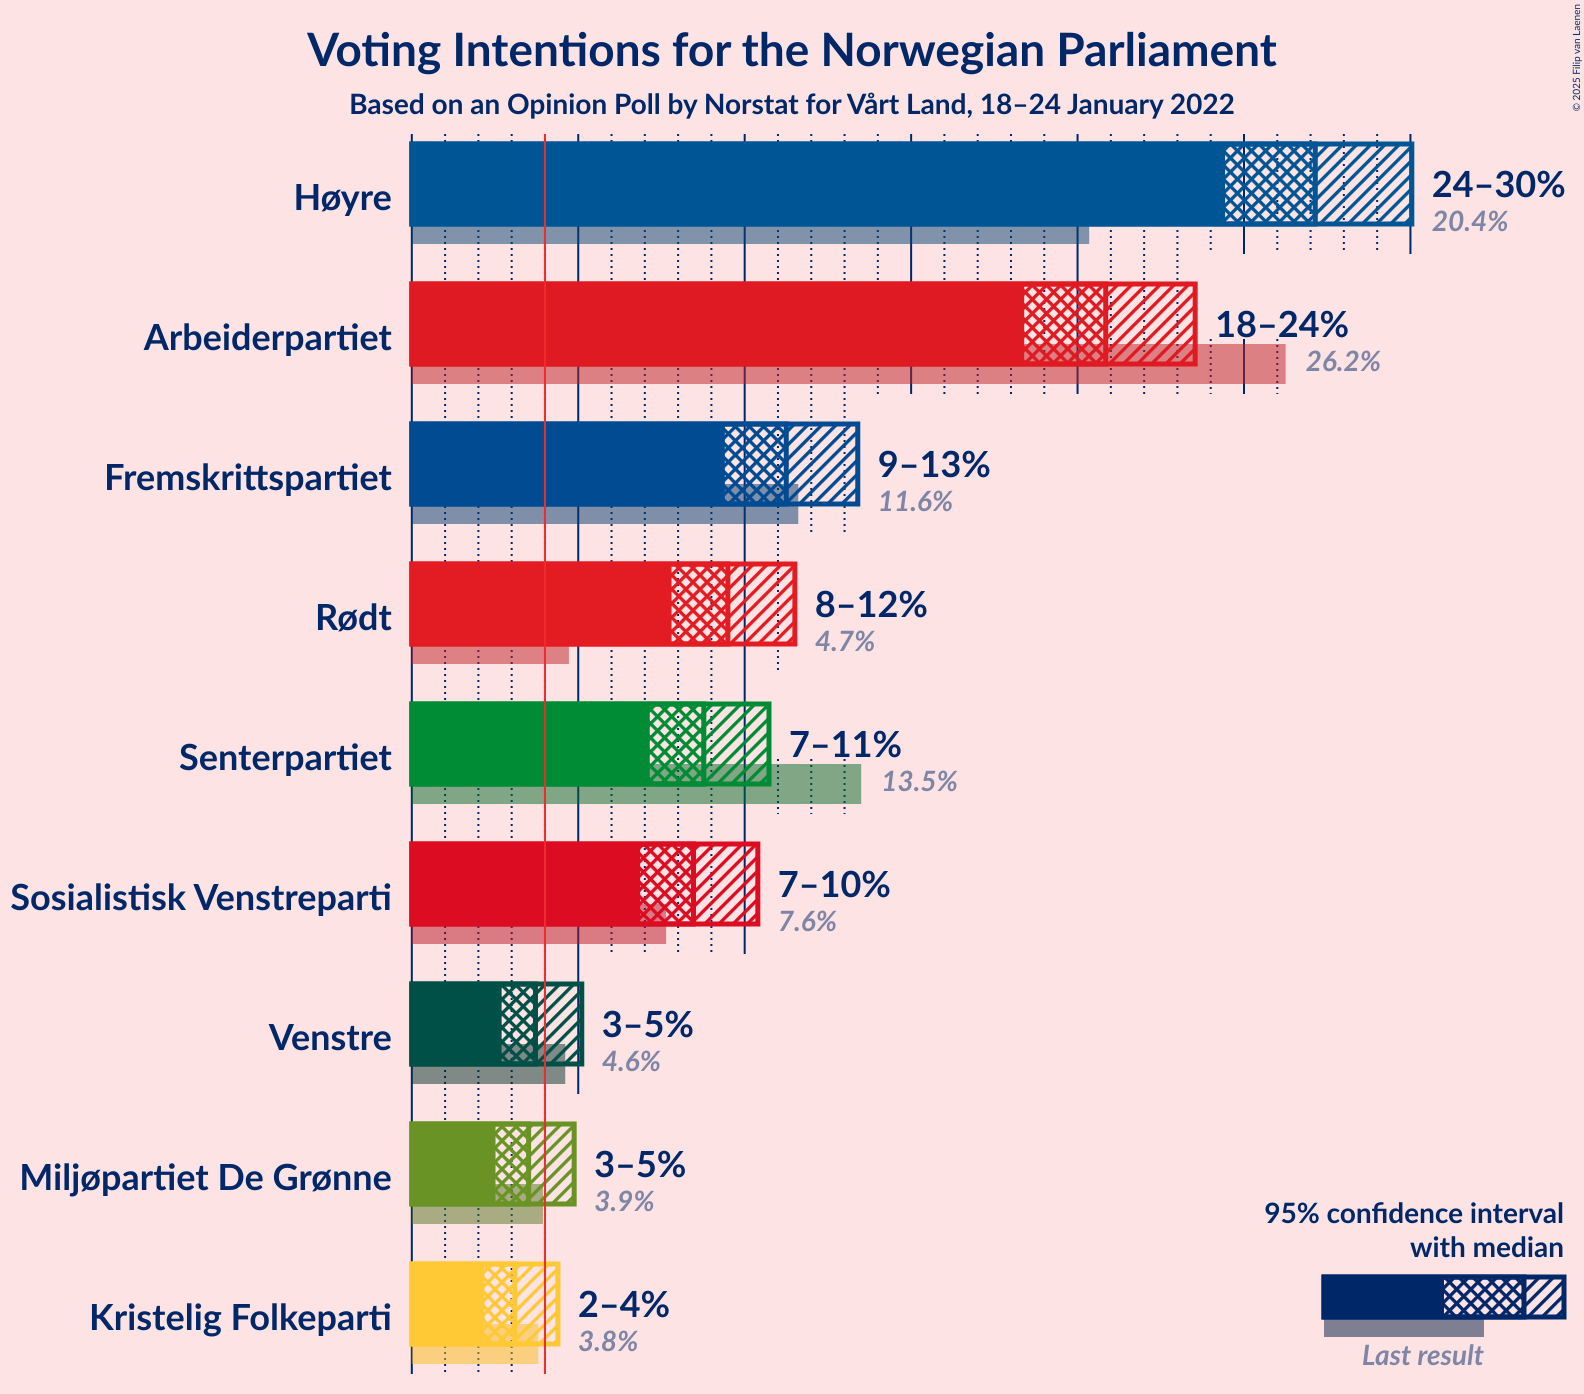 Voting Intentions for the Norwegian Parliament
Based on an Opinion Poll by Norstat for Vårt Land, 18–24 January 2022
© 2025 Filip van Laenen
Høyre
24–30%
20.4%
Arbeiderpartiet
18–24%
26.2%
Fremskrittspartiet
9–13%
11.6%
Rødt
8–12%
4.7%
Senterpartiet
7–11%
13.5%
Sosialistisk Venstreparti
7–10%
7.6%
Venstre
3–5%
4.6%
Miljøpartiet De Grønne
3–5%
3.9%
Kristelig Folkeparti
2–4%
3.8%
95% confidence interval
with median
Last result